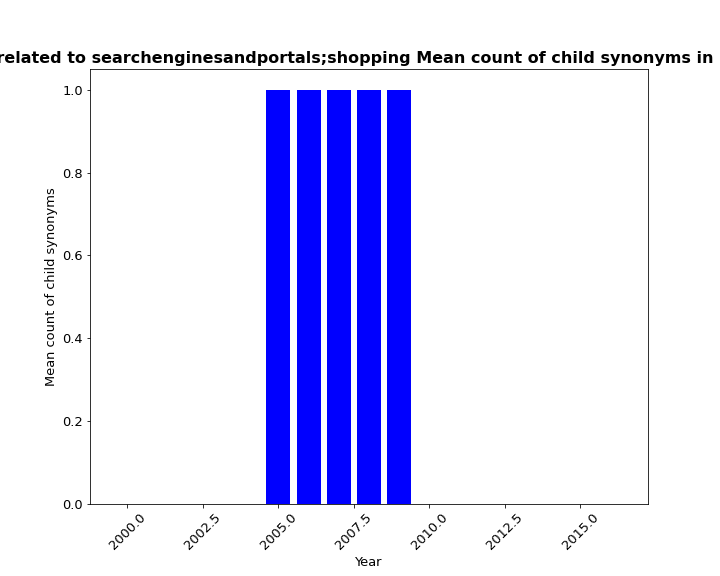 related to searchenginesandportals;shopping Mean count of child synonyms in
1.0
0.8
0.6
0.4
0.2
0.0
Mean count of child synonyms
2000.0 2002.5 2005.0 2007.5 2010.0 2012.5 2015.0
Year